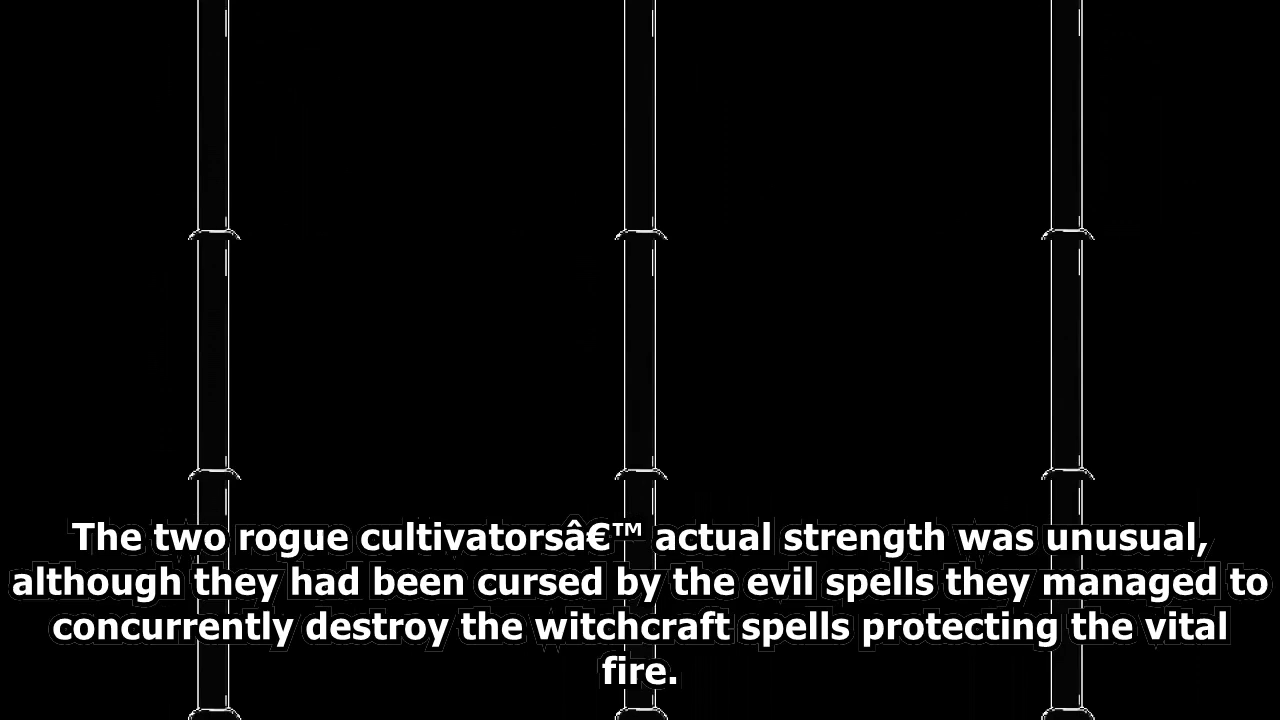 The two rogue cultivatorsâ€™ actual strength was unusual,
although they had been cursed by the evil spells they managed to
concurrently destroy the witchcraft spells protecting the vital
fire.